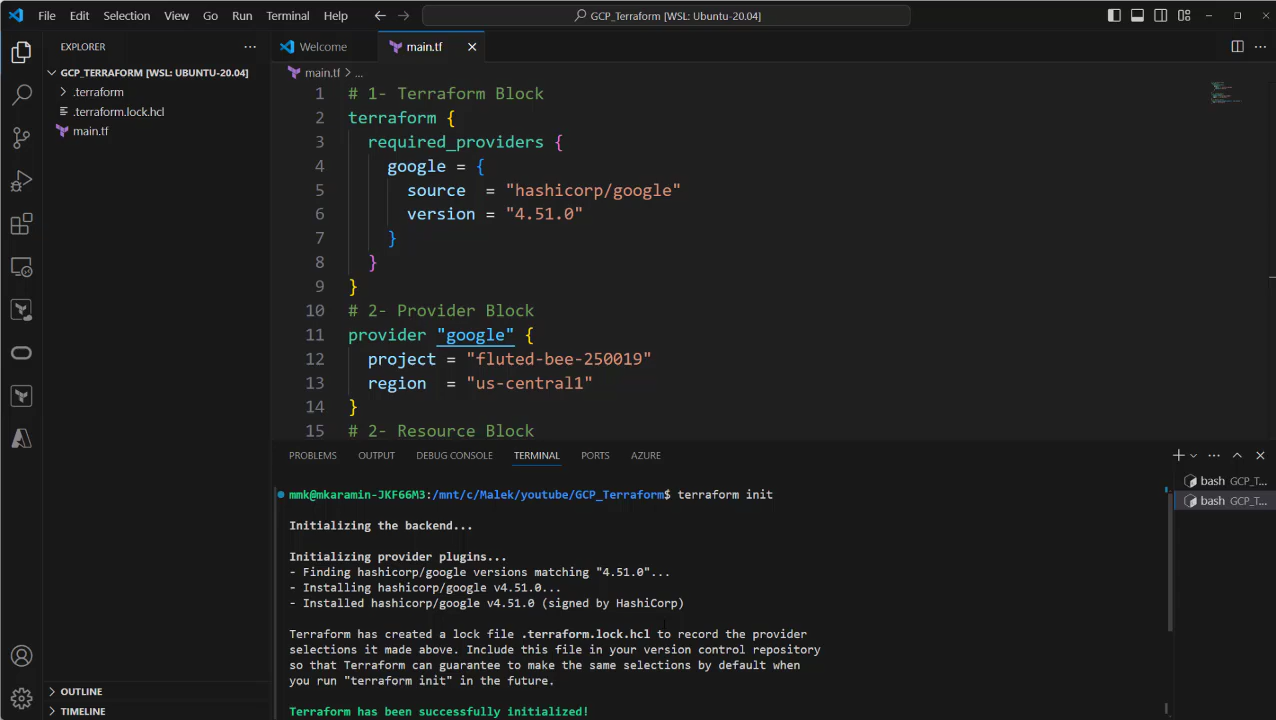 File Edit Selection View Go Run Terminal Help
GCP_Terraform [WSL: Ubuntu-20.04]
EXPLORER
GCP_TERRAFORM [WSL: UBUNTU-20.04]
.terraform
.terraform.lock.hcl
main.tf
OUTLINE
TIMELINE
Welcome
main.tf
main.tf > ...
1 # 1- Terraform Block
2 terraform {
3 required_providers {
4 google = {
5 source = "hashicorp/google"
6 version = "4.51.0"
7 }
8 }
9 }
10 # 2- Provider Block
11 provider "google" {
12 project = "fluted-bee-250019"
13 region = "us-central1"
14 }
15 # 2- Resource Block
PROBLEMS OUTPUT DEBUG CONSOLE TERMINAL PORTS AZURE
mmk@mkaramin-JKF66M3:/mnt/c/Malek/youtube/GCP_Terraform$ terraform init
Initializing the backend...
Initializing provider plugins...
- Finding hashicorp/google versions matching "4.51.0"...
- Installing hashicorp/google v4.51.0...
- Installed hashicorp/google v4.51.0 (signed by HashiCorp)
Terraform has created a lock file .terraform.lock.hcl to record the provider
selections it made above. Include this file in your version control repository
so that Terraform can guarantee to make the same selections by default when
you run "terraform init" in the future.
Terraform has been successfully initialized!
bash GCP_T...
bash GCP_T...